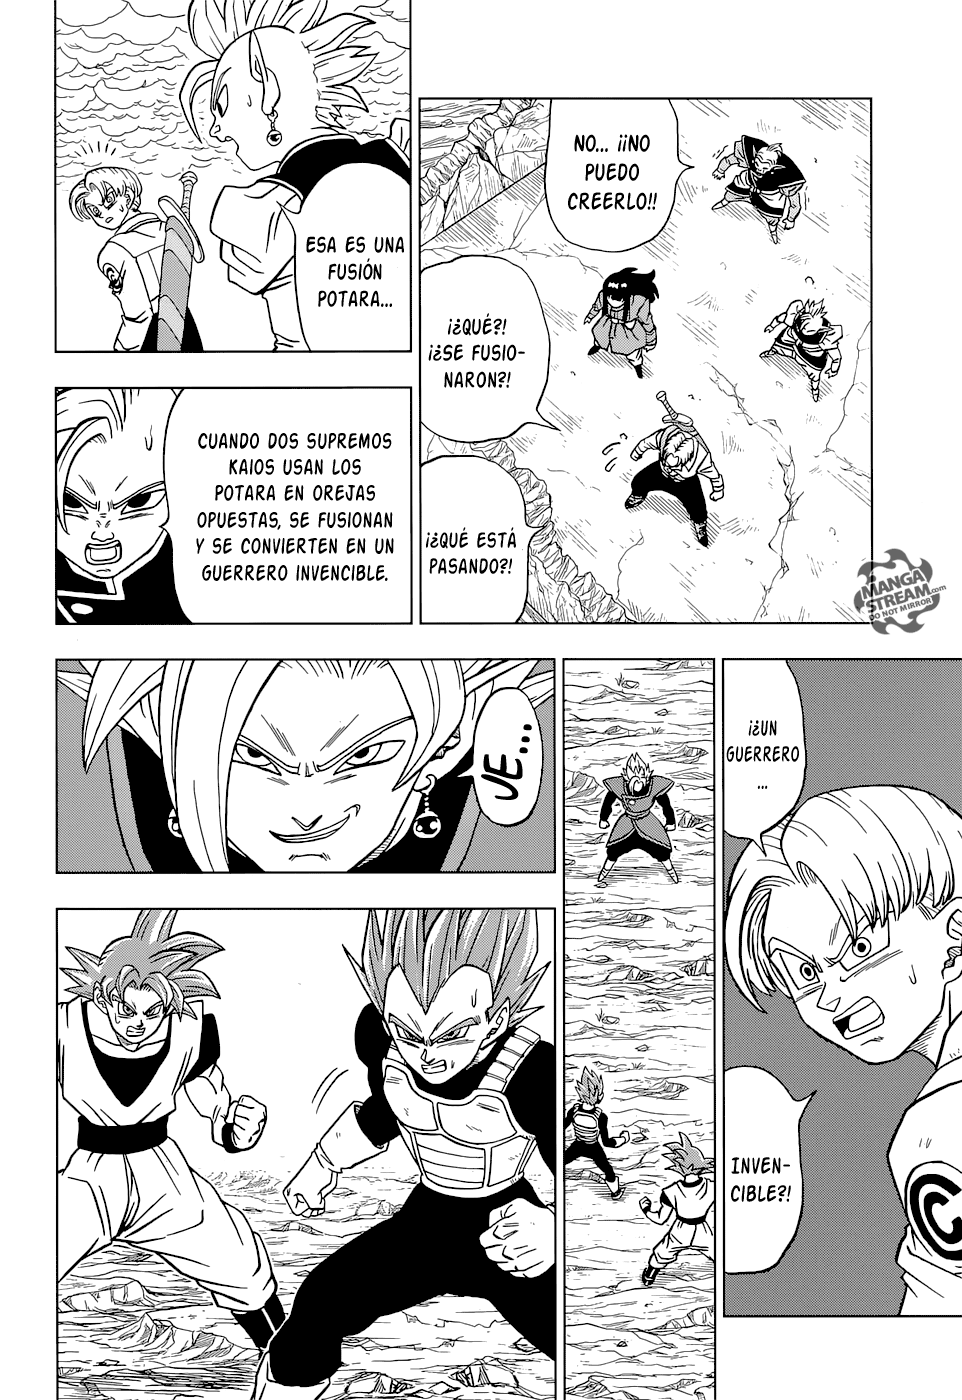 NO... ¡¡NO
PUEDO
CREERLO!!
¡¿QUÉ?!
¡¿SE FUSIO-
NARON?!
¡¿QUÉ ESTÁ
PASANDO?!
ESA ES UNA
FUSIÓN
POTARA...
CUANDO DOS SUPREMOS
KAIOS USAN LOS
POTARA EN OREJAS
OPUESTAS, SE FUSIONAN
Y SE CONVIERTEN EN UN
GUERRERO INVENCIBLE.
¡¿UN
GUERRERO
...
INVEN-
CIBLE?!
JE...
C
MANGA
STREAM.com
DO NOT MIRROR